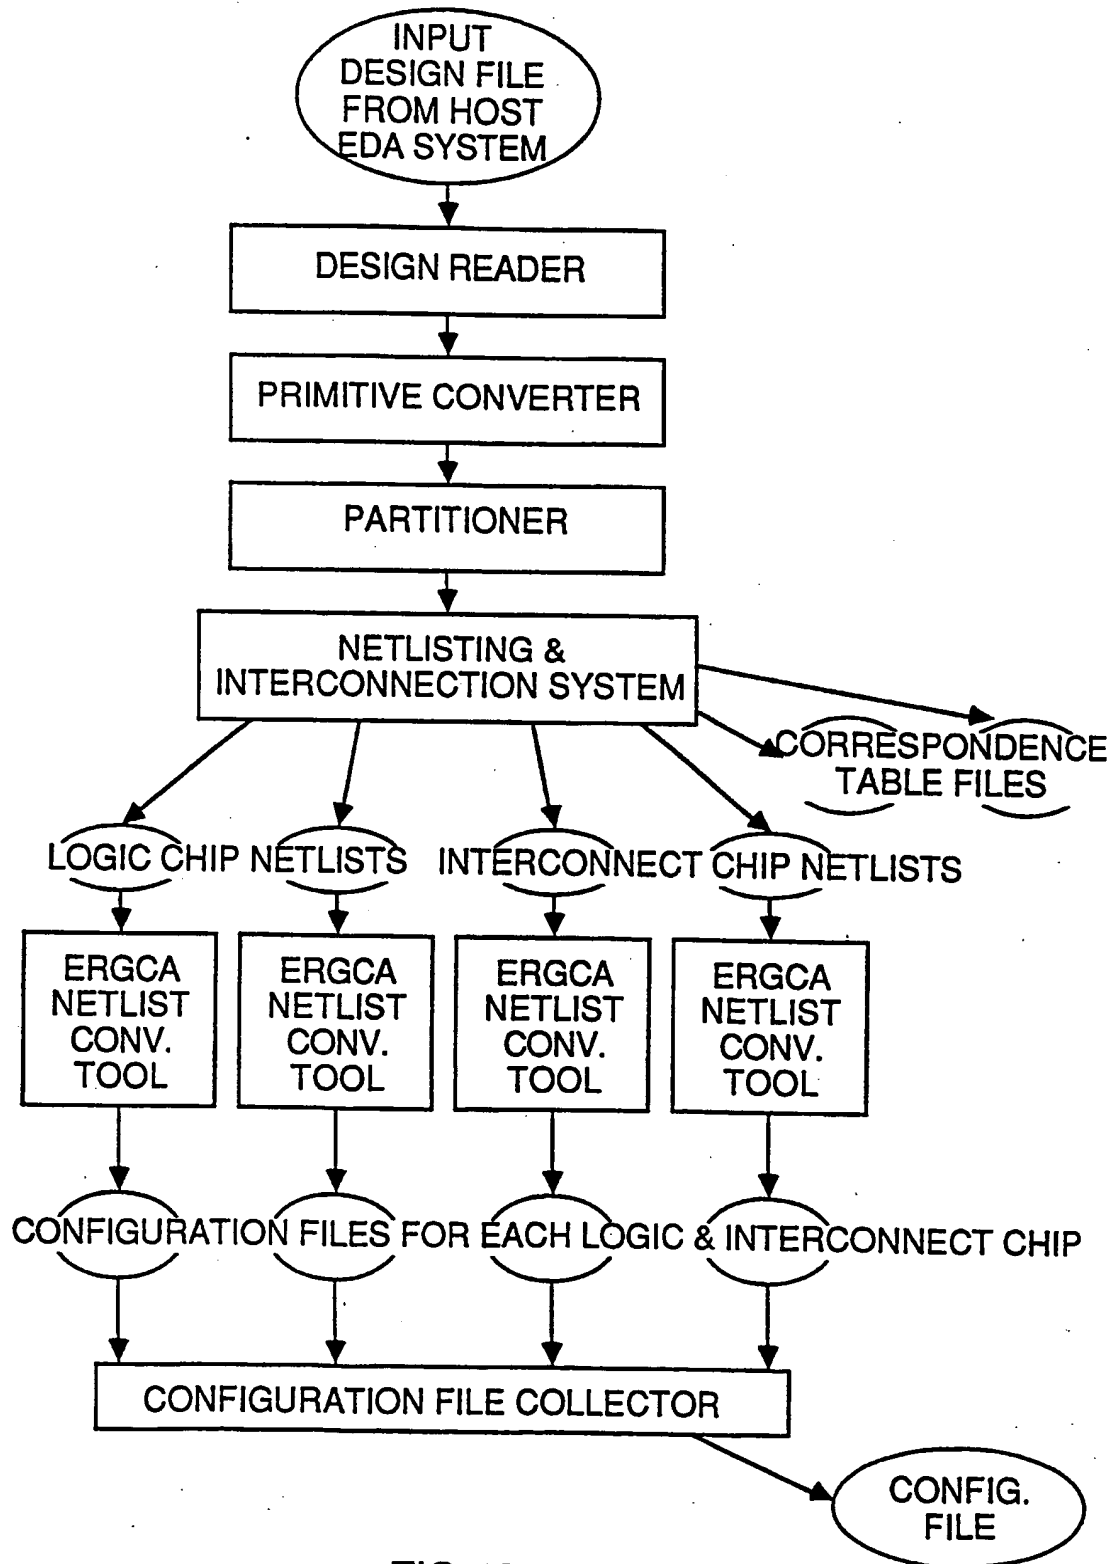 INPUT
DESIGN FILE
FROM HOST
EDA SYSTEM
DESIGN READER
PRIMITIVE CONVERTER
PARTITIONER
NETLISTING &
INTERCONNECTION SYSTEM
CORRESPONDENCE
TABLE FILES
LOGIC CHIP NETLISTS
INTERCONNECT CHIP NETLISTS
ERGCA
NETLIST
CONV.
TOOL
ERGCA
NETLIST
CONV.
TOOL
ERGCA
NETLIST
CONV.
TOOL
ERGCA
NETLIST
CONV.
TOOL
CONFIGURATION FILES FOR EACH LOGIC & INTERCONNECT CHIP
CONFIGURATION FILE COLLECTOR
CONFIG.
FILE